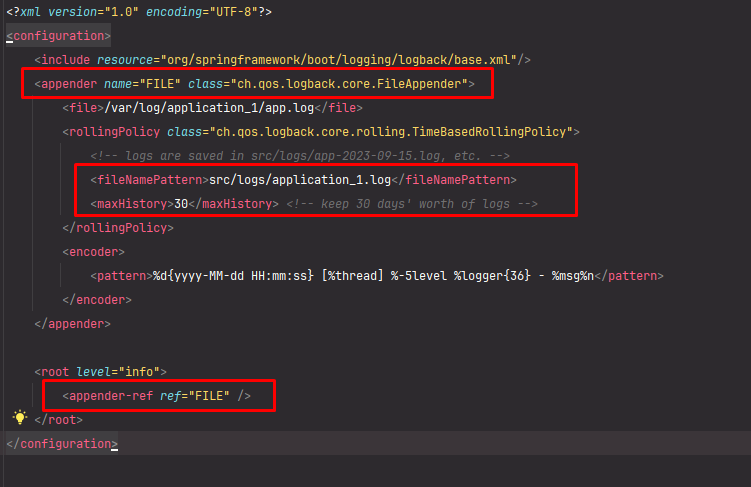 <?xml version="1.0" encoding="UTF-8"?>
<configuration>
<include resource="org/springframework/boot/logging/logback/base.xml"/>
<appender name="FILE" class="ch.qos.logback.core.FileAppender">
<file>/var/log/application_1/app.log</file>
<rollingPolicy class="ch.qos.logback.core.rolling.TimeBasedRollingPolicy">
<!-- logs are saved in src/logs/app-2023-09-15.log, etc. -->
<fileNamePattern>src/logs/application_1.log</fileNamePattern>
<maxHistory>30</maxHistory> <!-- keep 30 days' worth of logs -->
</rollingPolicy>
<encoder>
<pattern>%d{yyyy-MM-dd HH:mm:ss} [%thread] %-5level %logger{36} - %msg%n</pattern>
</encoder>
</appender>
<root level="info">
<appender-ref ref="FILE" />
</root>
</configuration>